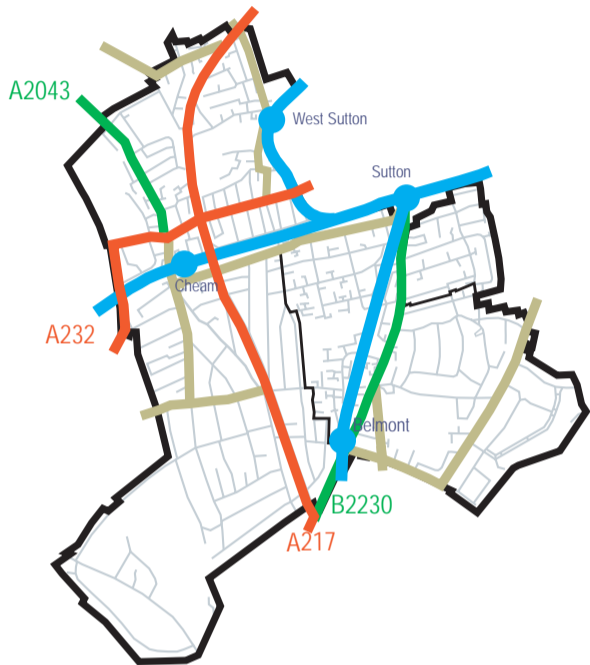 A2043
West Sutton
Sutton
Cheam
A232
Belmont
B2230
A217